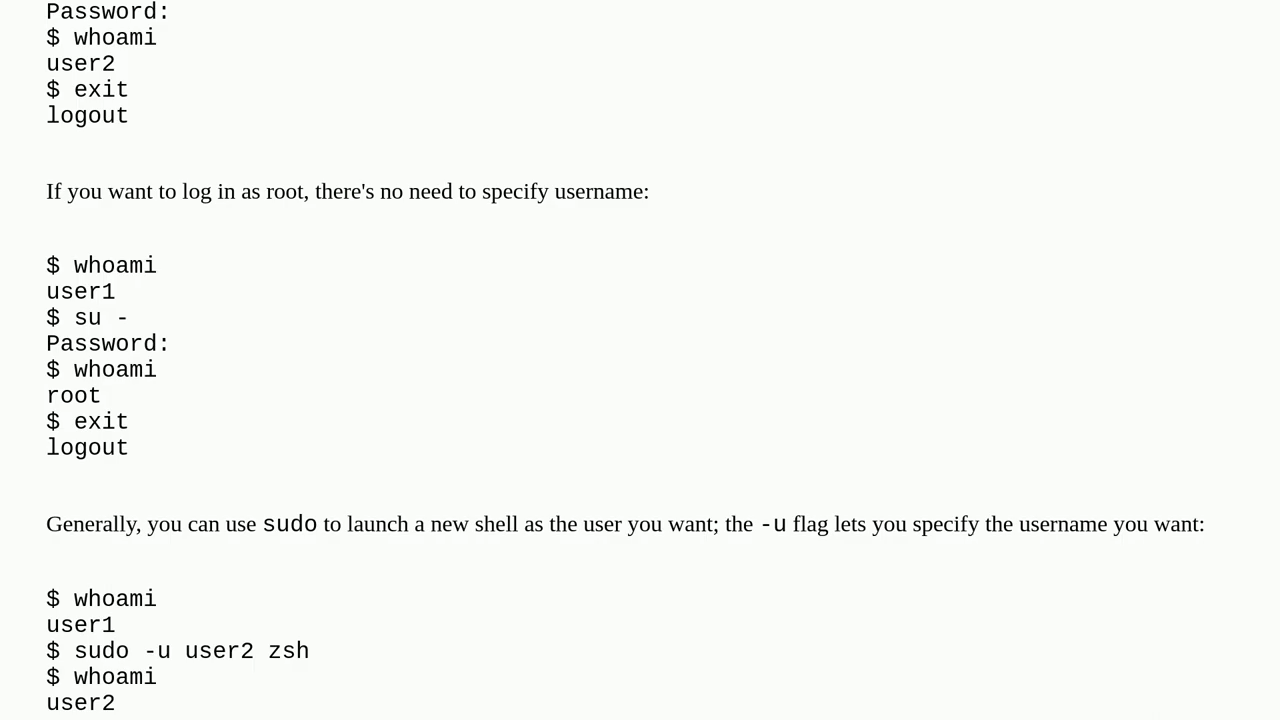 Password:
$ whoami
user2
$ exit
logout
If you want to log in as root, there's no need to specify username:
$ whoami
user1
$ su -
Password:
$ whoami
root
$ exit
logout
Generally, you can use sudo to launch a new shell as the user you want; the -u flag lets you specify the username you want:
$ whoami
user1
$ sudo -u user2 zsh
$ whoami
user2